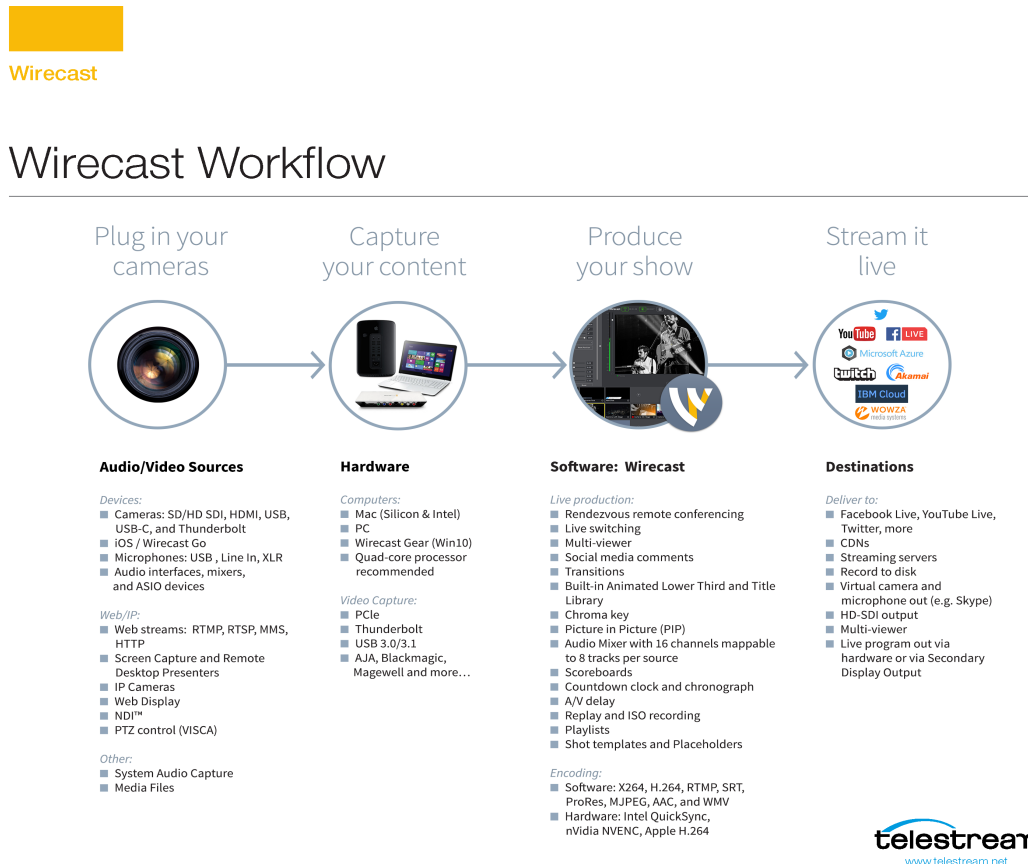 Wirecast
Wirecast Workflow
Plug in your
cameras
Capture
your content
Produce
your show
Stream it
live
YouTube
LIVE
Microsoft Azure
twitch
Akamai
IBM Cloud
WOWZA
media systems
Audio/Video Sources
Devices:
Cameras: SD/HD SDI, HDMI, USB,
USB-C, and Thunderbolt
iOS / Wirecast Go
Microphones: USB , Line In, XLR
Audio interfaces, mixers,
and ASIO devices
Web/IP:
Web streams: RTMP, RTSP, MMS,
HTTP
Screen Capture and Remote
Desktop Presenters
IP Cameras
Web Display
NDI™
PTZ control (VISCA)
Other:
System Audio Capture
Media Files
Hardware
Computers:
Mac (Silicon & Intel)
PC
Wirecast Gear (Win10)
Quad-core processor
recommended
Video Capture:
PCIe
Thunderbolt
USB 3.0/3.1
AJA, Blackmagic,
Magewell and more…
Software: Wirecast
Live production:
Rendezvous remote conferencing
Live switching
Multi-viewer
Social media comments
Transitions
Built-in Animated Lower Third and Title
Library
Chroma key
Picture in Picture (PIP)
Audio Mixer with 16 channels mappable
to 8 tracks per source
Scoreboards
Countdown clock and chronograph
A/V delay
Replay and ISO recording
Playlists
Shot templates and Placeholders
Encoding:
Software: X264, H.264, RTMP, SRT,
ProRes, MJPEG, AAC, and WMV
Hardware: Intel QuickSync,
nVidia NVENC, Apple H.264
Destinations
Deliver to:
Facebook Live, YouTube Live,
Twitter, more
CDNs
Streaming servers
Record to disk
Virtual camera and
microphone out (e.g. Skype)
HD-SDI output
Multi-viewer
Live program out via
hardware or via Secondary
Display Output
telestream
www.telestream.net